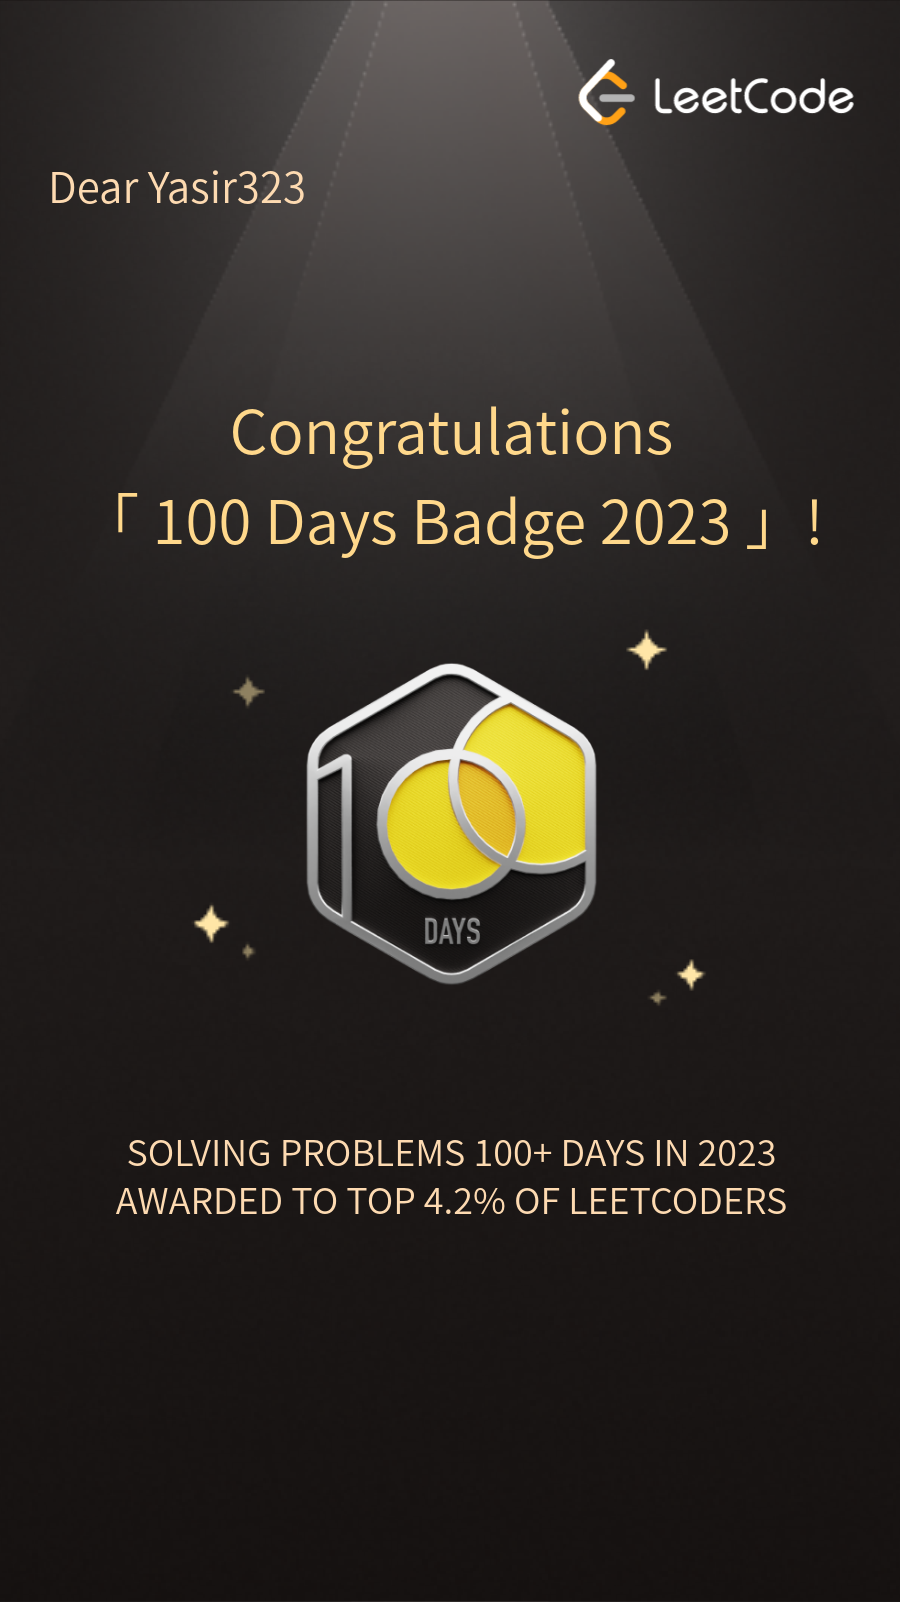 LeetCode
Dear Yasir323
Congratulations
「 100 Days Badge 2023 」!
100
DAYS
SOLVING PROBLEMS 100+ DAYS IN 2023
AWARDED TO TOP 4.2% OF LEETCODERS